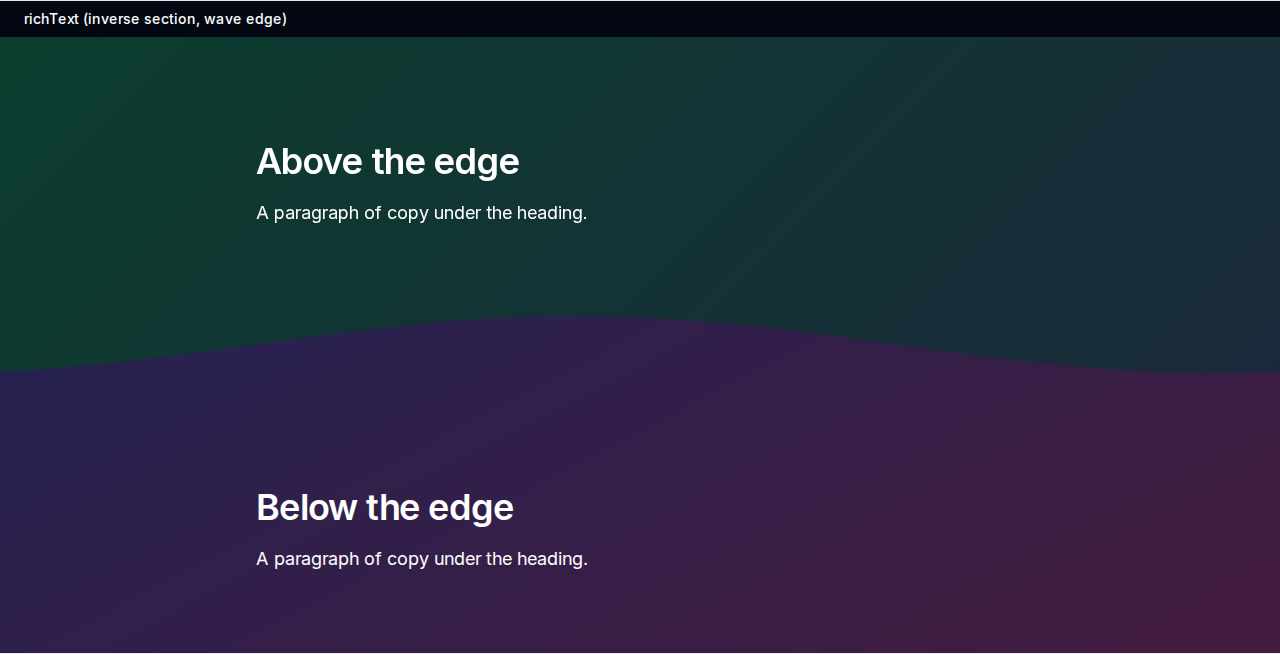 richText (inverse section, wave edge)
Above the edge
A paragraph of copy under the heading.
Below the edge
A paragraph of copy under the heading.